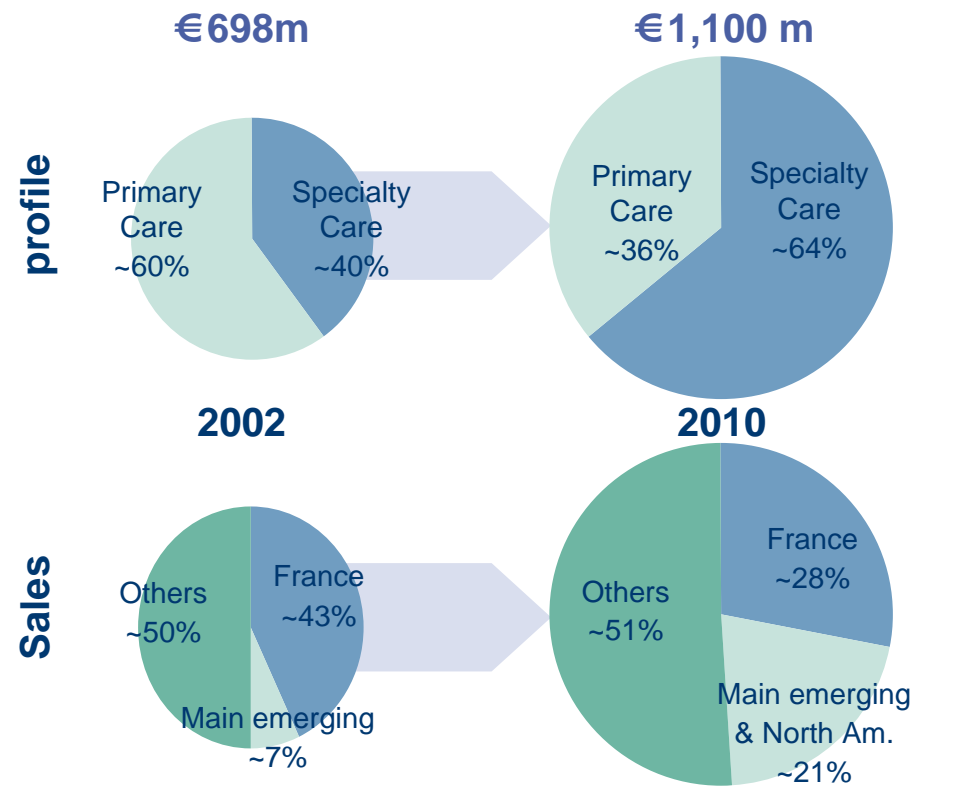 €698m
€1,100 m
profile
Primary
Care
~60%
Specialty
Care
~40%
Primary
Care
~36%
Specialty
Care
~64%
2002
2010
Sales
Others
~50%
France
~43%
Main emerging
~7%
Others
~51%
France
~28%
Main emerging
& North Am.
~21%